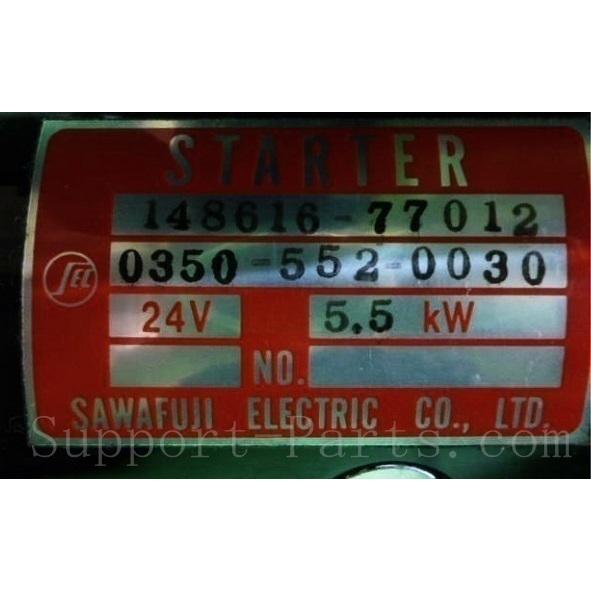 STARTER
148616-77012
0350-552-0030
SEC
24V 5.5 kW
NO.
SAWAFUJI ELECTRIC CO., LTD.
Support-Parts.com